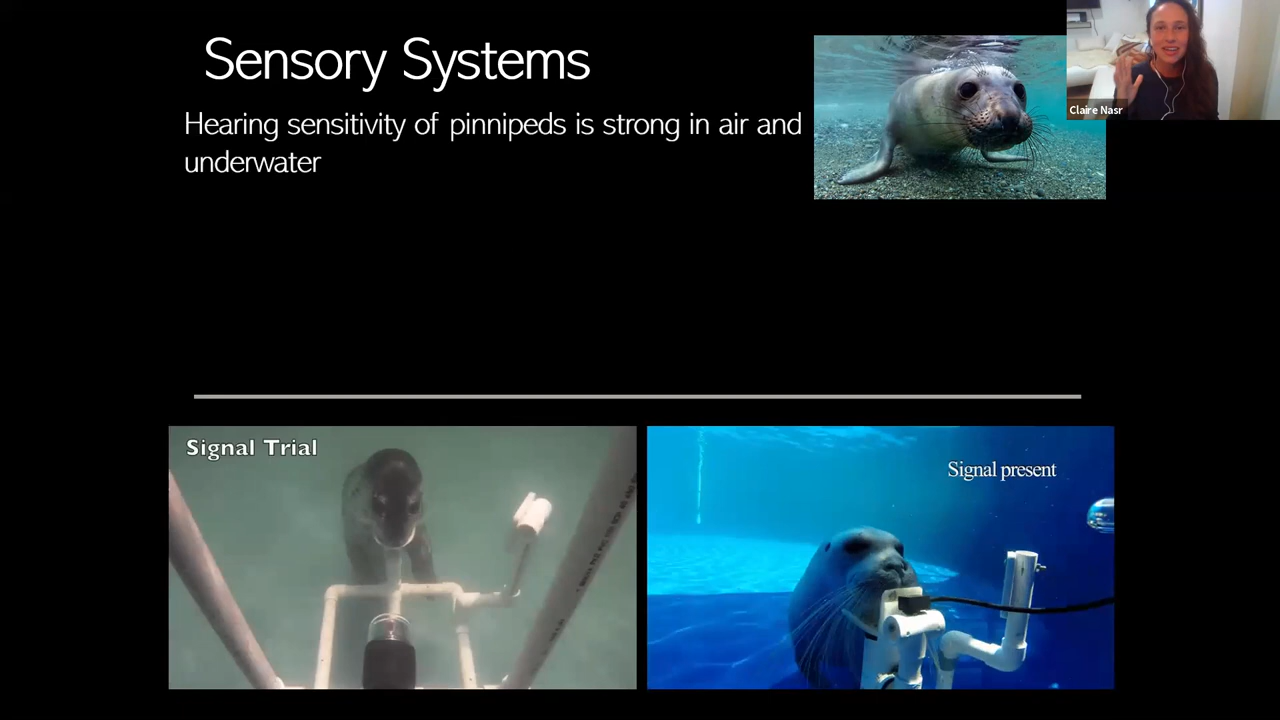 Sensory Systems
Hearing sensitivity of pinnipeds is strong in air and
underwater
Claire Nasr
Signal Trial
Signal present